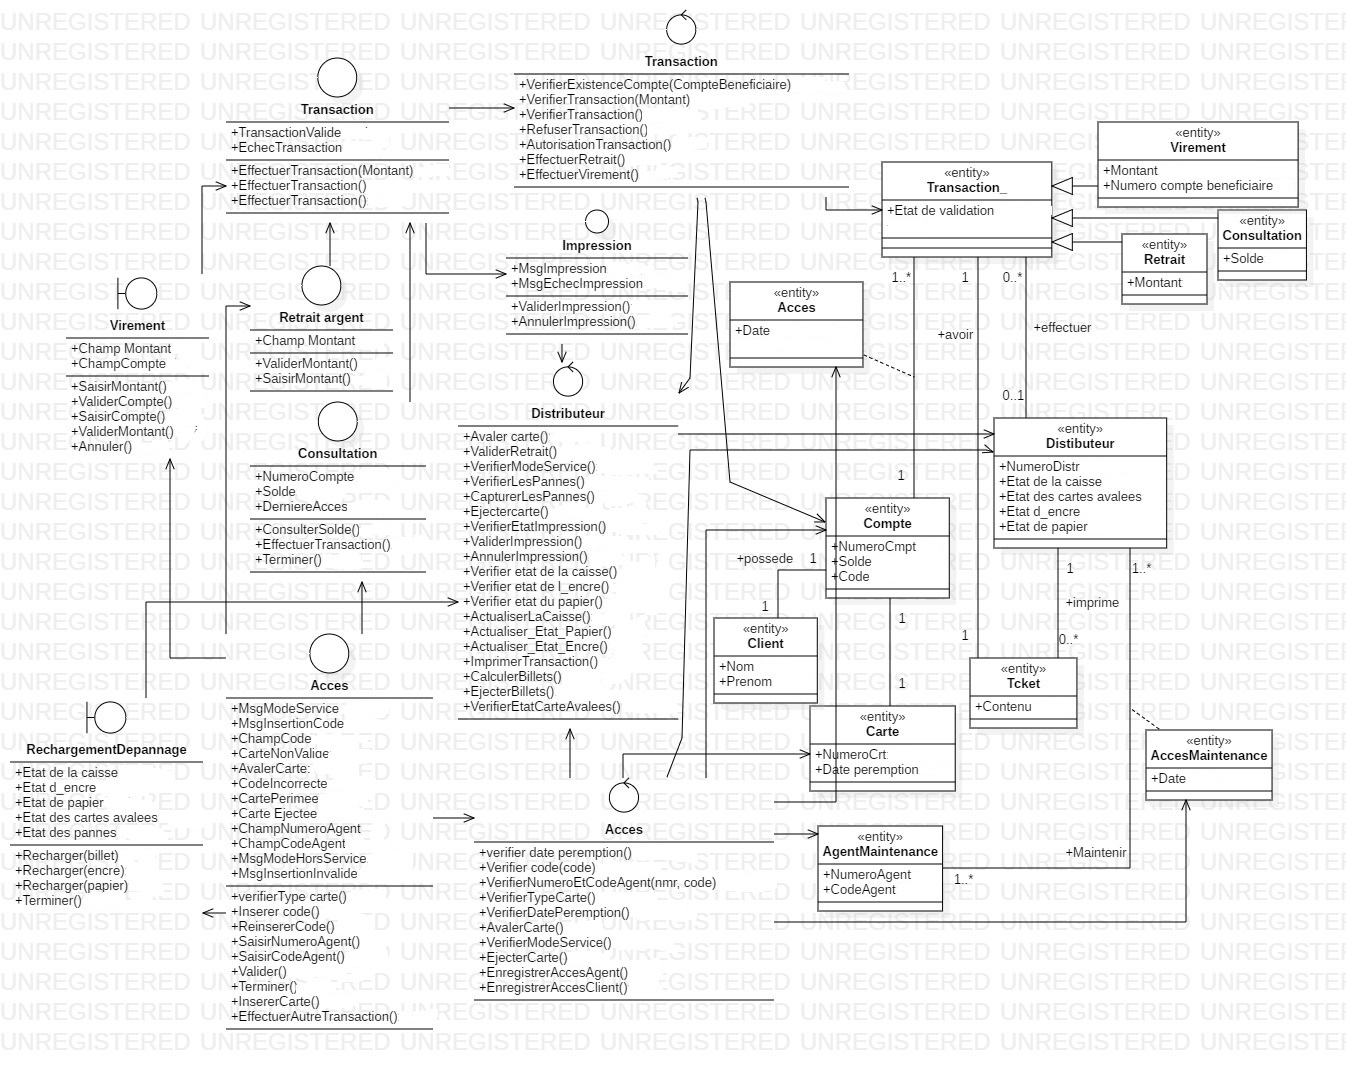 Transaction
+VerifierExistenceCompte(CompteBeneficiaire)
+VerifierTransaction(Montant)
+VerifierTransaction()
+RefuserTransaction()
+AutorisationTransaction()
+EffectuerRetrait()
+EffectuerVirement()
Transaction
+TransactionValide
+EchecTransaction
+EffectuerTransaction(Montant)
+EffectuerTransaction()
+EffectuerTransaction()
«entity»
Virement
+Montant
+Numero compte beneficiaire
«entity»
Transaction_
+Etat de validation
«entity»
Consultation
+Solde
«entity»
Retrait
+Montant
Impression
+MsgImpression
+MsgEchecImpression
+ValiderImpression()
+AnnulerImpression()
«entity»
Acces
+Date
1..*
1
0..*
+avoir
+effectuer
0..1
Virement
+Champ Montant
+ChampCompte
+SaisirMontant()
+ValiderCompte()
+SaisirCompte()
+ValiderMontant()
+Annuler()
Retrait argent
+Champ Montant
+ValiderMontant()
+SaisirMontant()
Consultation
+NumeroCompte
+Solde
+DerniereAcces
+ConsulterSolde()
+EffectuerTransaction()
+Terminer()
Distributeur
+Avaler carte()
+ValiderRetrait()
+VerifierModeService()
+VerifierLesPannes()
+CapturerLesPannes()
+Ejectercarte()
+VerifierEtatImpression()
+ValiderImpression()
+AnnulerImpression()
+Verifier etat de la caisse()
+Verifier etat de l_encre()
+Verifier etat du papier()
+ActualiserLaCaisse()
+Actualiser_Etat_Papier()
+Actualiser_Etat_Encre()
+ImprimerTransaction()
+CalculerBillets()
+EjecterBillets()
+VerifierEtatCarteAvalees()
«entity»
Distibuteur
+NumeroDistr
+Etat de la caisse
+Etat des cartes avalees
+Etat d_encre
+Etat de papier
1
«entity»
Compte
+NumeroCmpt
+Solde
+Code
+possede
1
1
«entity»
Client
+Nom
+Prenom
1
1
1
1..*
+imprime
0..*
1
«entity»
Tcket
+Contenu
«entity»
Carte
+NumeroCrt
+Date peremption
«entity»
AccesMaintenance
+Date
RechargementDepannage
+Etat de la caisse
+Etat d_encre
+Etat de papier
+Etat des cartes avalees
+Etat des pannes
+Recharger(billet)
+Recharger(encre)
+Recharger(papier)
+Terminer()
Acces
+MsgModeService
+MsgInsertionCode
+ChampCode
+CarteNonValide
+AvalerCarte:
+CodeIncorrecte
+CartePerimee
+Carte Ejectee
+ChampNumeroAgent
+ChampCodeAgent
+MsgModeHorsService
+MsgInsertionInvalide
+verifierType carte()
+Inserer code()
+ReinsererCode()
+SaisirNumeroAgent()
+SaisirCodeAgent()
+Valider()
+Terminer()
+InsererCarte()
+EffectuerAutreTransaction()
Acces
+verifier date peremption()
+Verifier code(code)
+VerifierNumeroEtCodeAgent(nmr, code)
+VerifierTypeCarte()
+VerifierDatePeremption()
+AvalerCarte()
+VerifierModeService()
+EjecterCarte()
+EnregistrerAccesAgent()
+EnregistrerAccesClient()
«entity»
AgentMaintenance
+NumeroAgent
+CodeAgent
+Maintenir
1..*